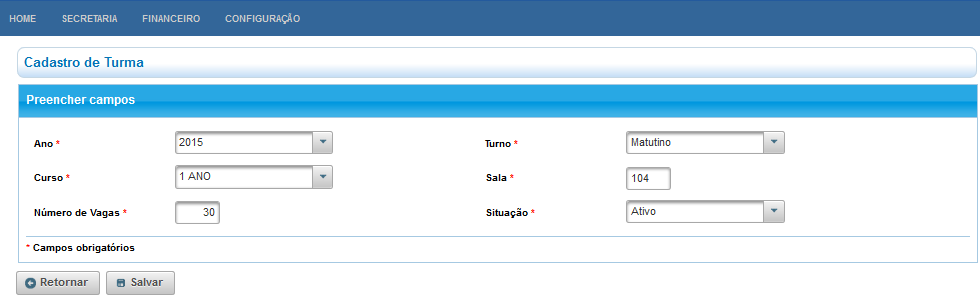 HOME SECRETARIA FINANCEIRO CONFIGURAÇÃO
Cadastro de Turma
Preencher campos
Ano * 2015 Turno * Matutino
Curso * 1 ANO Sala * 104
Número de Vagas * 30 Situação * Ativo
* Campos obrigatórios
Retornar Salvar